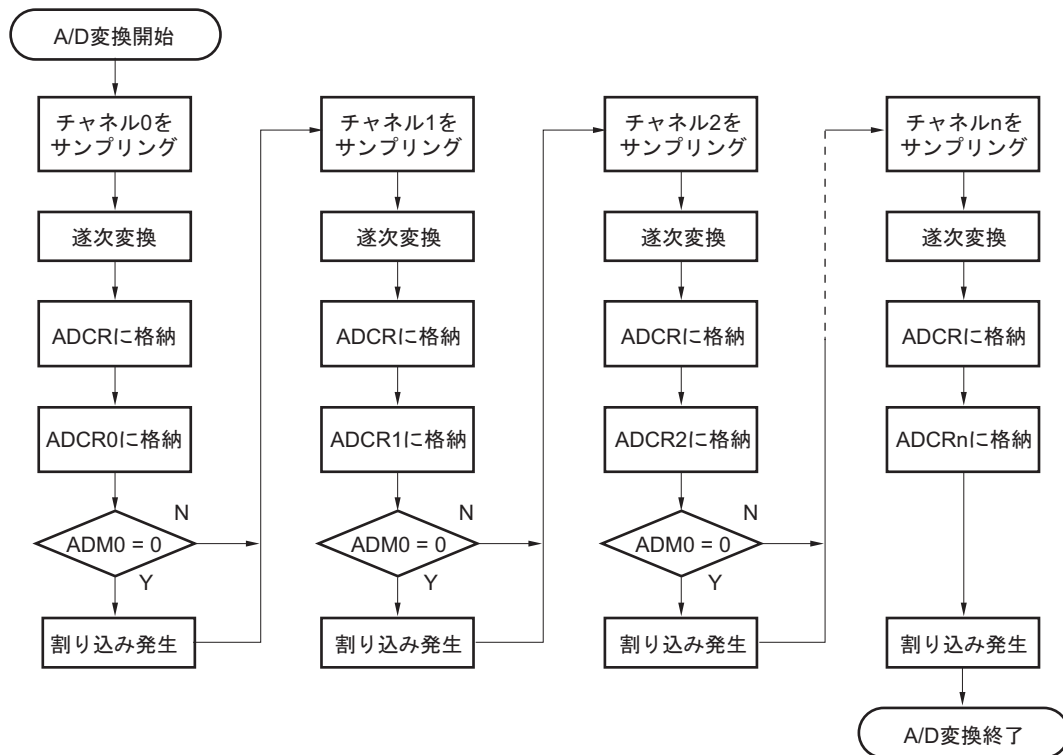 A/D変換開始
チャネル0を
サンプリング
遂次変換
ADCRに格納
ADCR0に格納
N
ADM0 = 0
Y
割り込み発生
チャネル1を
サンプリング
遂次変換
ADCRに格納
ADCR1に格納
N
ADM0 = 0
Y
割り込み発生
チャネル2を
サンプリング
遂次変換
ADCRに格納
ADCR2に格納
N
ADM0 = 0
Y
割り込み発生
チャネルnを
サンプリング
遂次変換
ADCRに格納
ADCRnに格納
割り込み発生
A/D変換終了